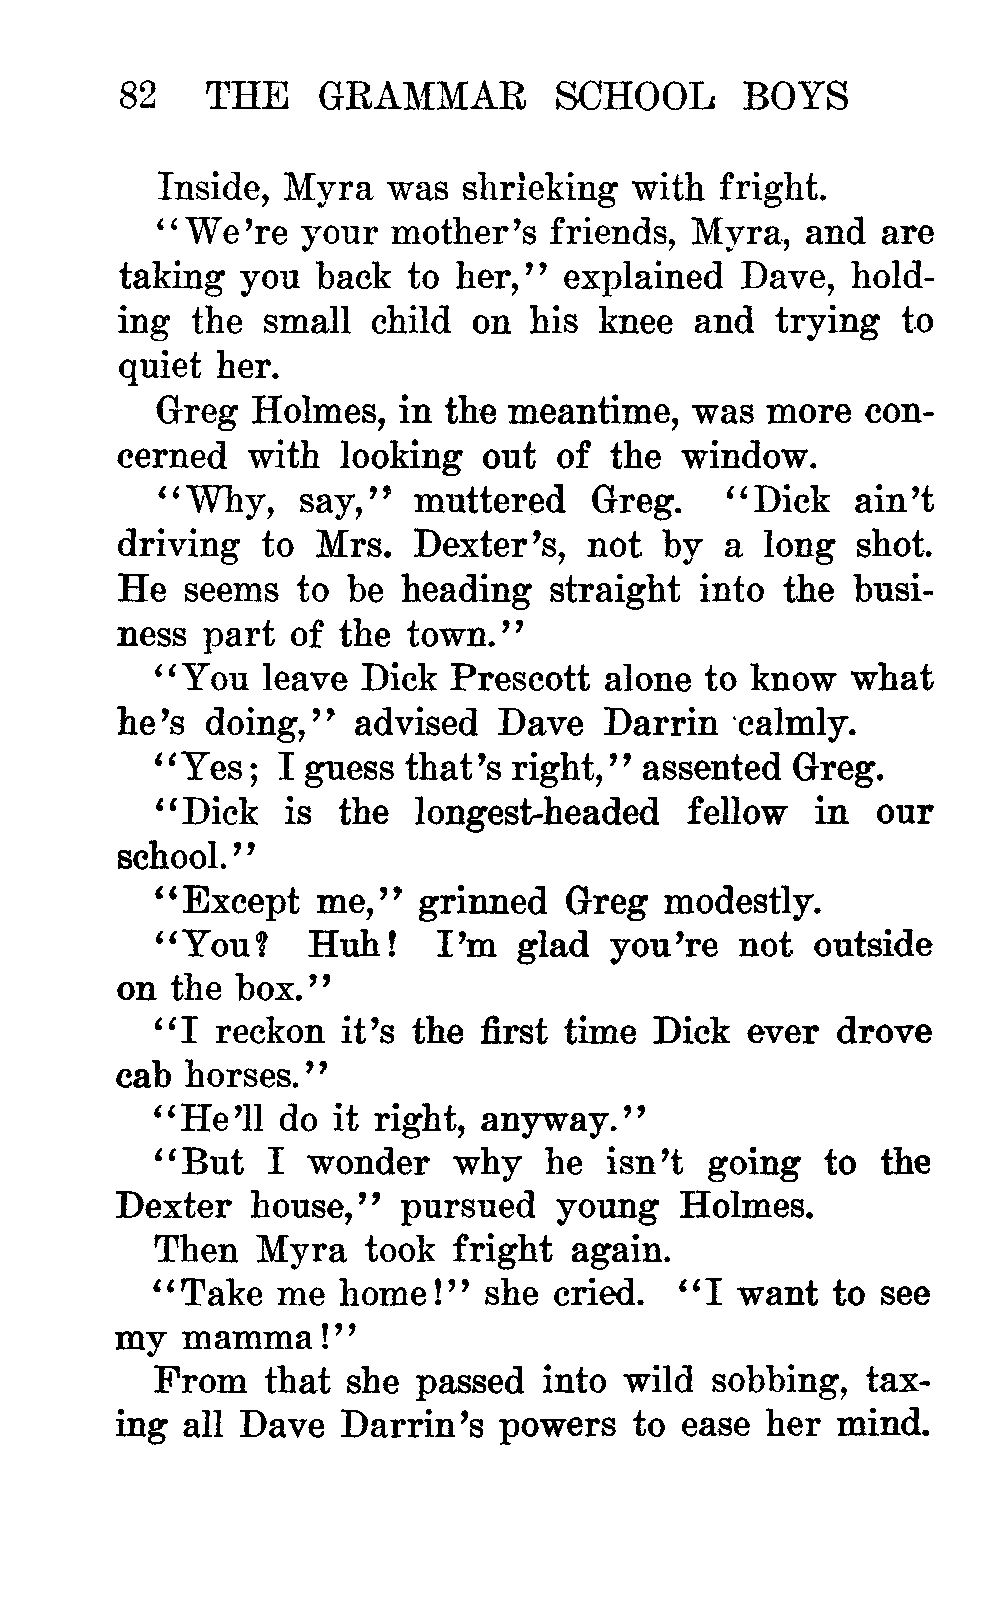 82 THE GRAMMAR SCHOOL BOYS
Inside, Myra was shrieking with fright.
“We’re your mother’s friends, Myra, and are
taking you back to her,” explained Dave, hold-
ing the small child on his knee and trying to
quiet her.
Greg Holmes, in the meantime, was more con-
cerned with looking out of the window.
“Why, say,” muttered Greg. “Dick ain’t
driving to Mrs. Dexter’s, not by a long shot.
He seems to be heading straight into the busi-
ness part of the town.”
“You leave Dick Prescott alone to know what
he’s doing,” advised Dave Darrin calmly.
“Yes; I guess that’s right,” assented Greg.
“Dick is the longest-headed fellow in our
school.”
“Except me,” grinned Greg modestly.
“You? Huh! I’m glad you’re not outside
on the box.”
“I reckon it’s the first time Dick ever drove
cab horses.”
“He’ll do it right, anyway.”
“But I wonder why he isn’t going to the
Dexter house,” pursued young Holmes.
Then Myra took fright again.
“Take me home!” she cried. “I want to see
my mamma!”
From that she passed into wild sobbing, tax-
ing all Dave Darrin’s powers to ease her mind.